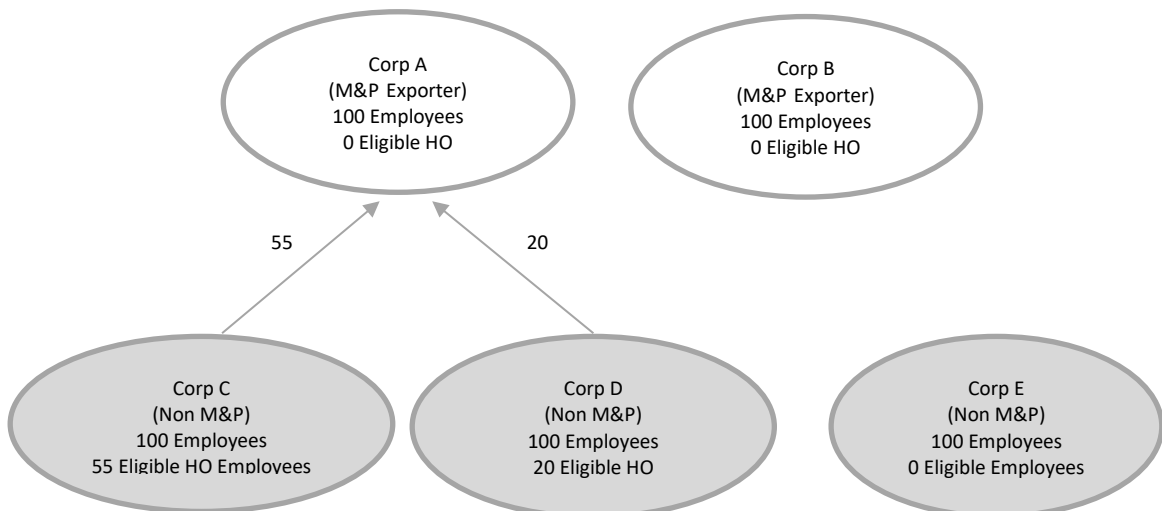 Corp A
(M&P Exporter)
100 Employees
0 Eligible HO
Corp B
(M&P Exporter)
100 Employees
0 Eligible HO
55
20
Corp C
(Non M&P)
100 Employees
55 Eligible HO Employees
Corp D
(Non M&P)
100 Employees
20 Eligible HO
Corp E
(Non M&P)
100 Employees
0 Eligible Employees